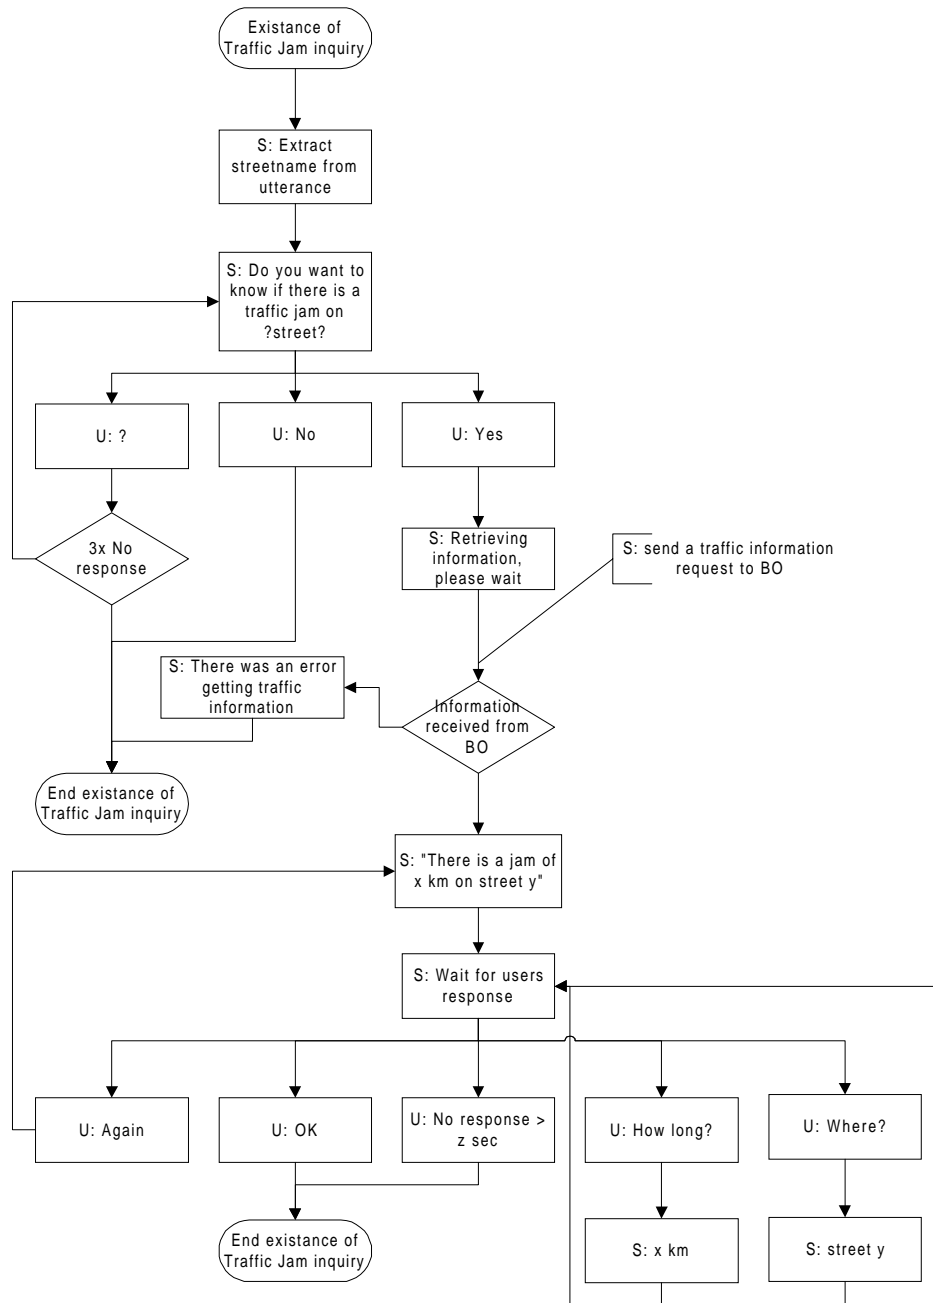 Existance of
Traffic Jam inquiry
S: Extract
streetname from
utterance
S: Do you want to
know if there is a
traffic jam on
?street?
U: ?
U: No
U: Yes
3x No
response
S: Retrieving
information,
please wait
S: send a traffic information
request to BO
S: There was an error
getting traffic
information
Information
received from
BO
End existance of
Traffic Jam inquiry
S: "There is a jam of
x km on street y"
S: Wait for users
response
U: Again
U: OK
U: No response >
z sec
U: How long?
U: Where?
End existance of
Traffic Jam inquiry
S: x km
S: street y